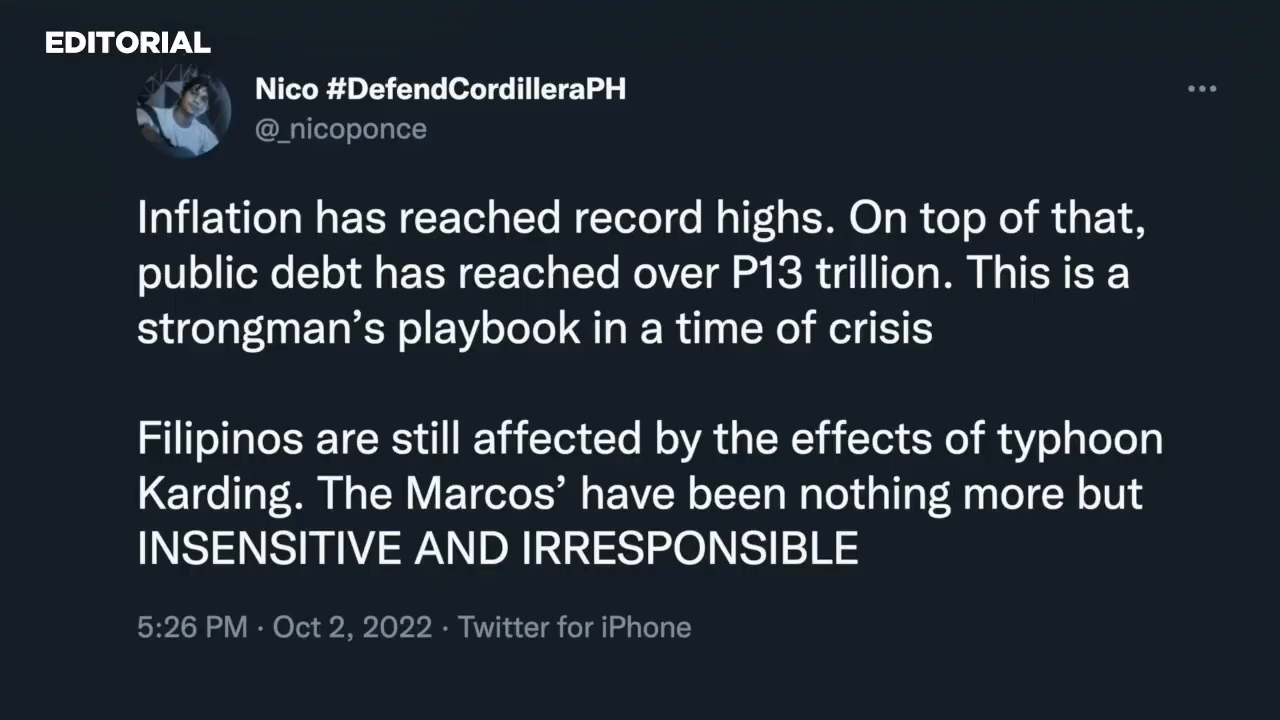 EDITORIAL
Nico #DefendCordilleraPH
@_nicoponce
Inflation has reached record highs. On top of that,
public debt has reached over P13 trillion. This is a
strongman’s playbook in a time of crisis
Filipinos are still affected by the effects of typhoon
Karding. The Marcos’ have been nothing more but
INSENSITIVE AND IRRESPONSIBLE
5:26 PM · Oct 2, 2022 · Twitter for iPhone